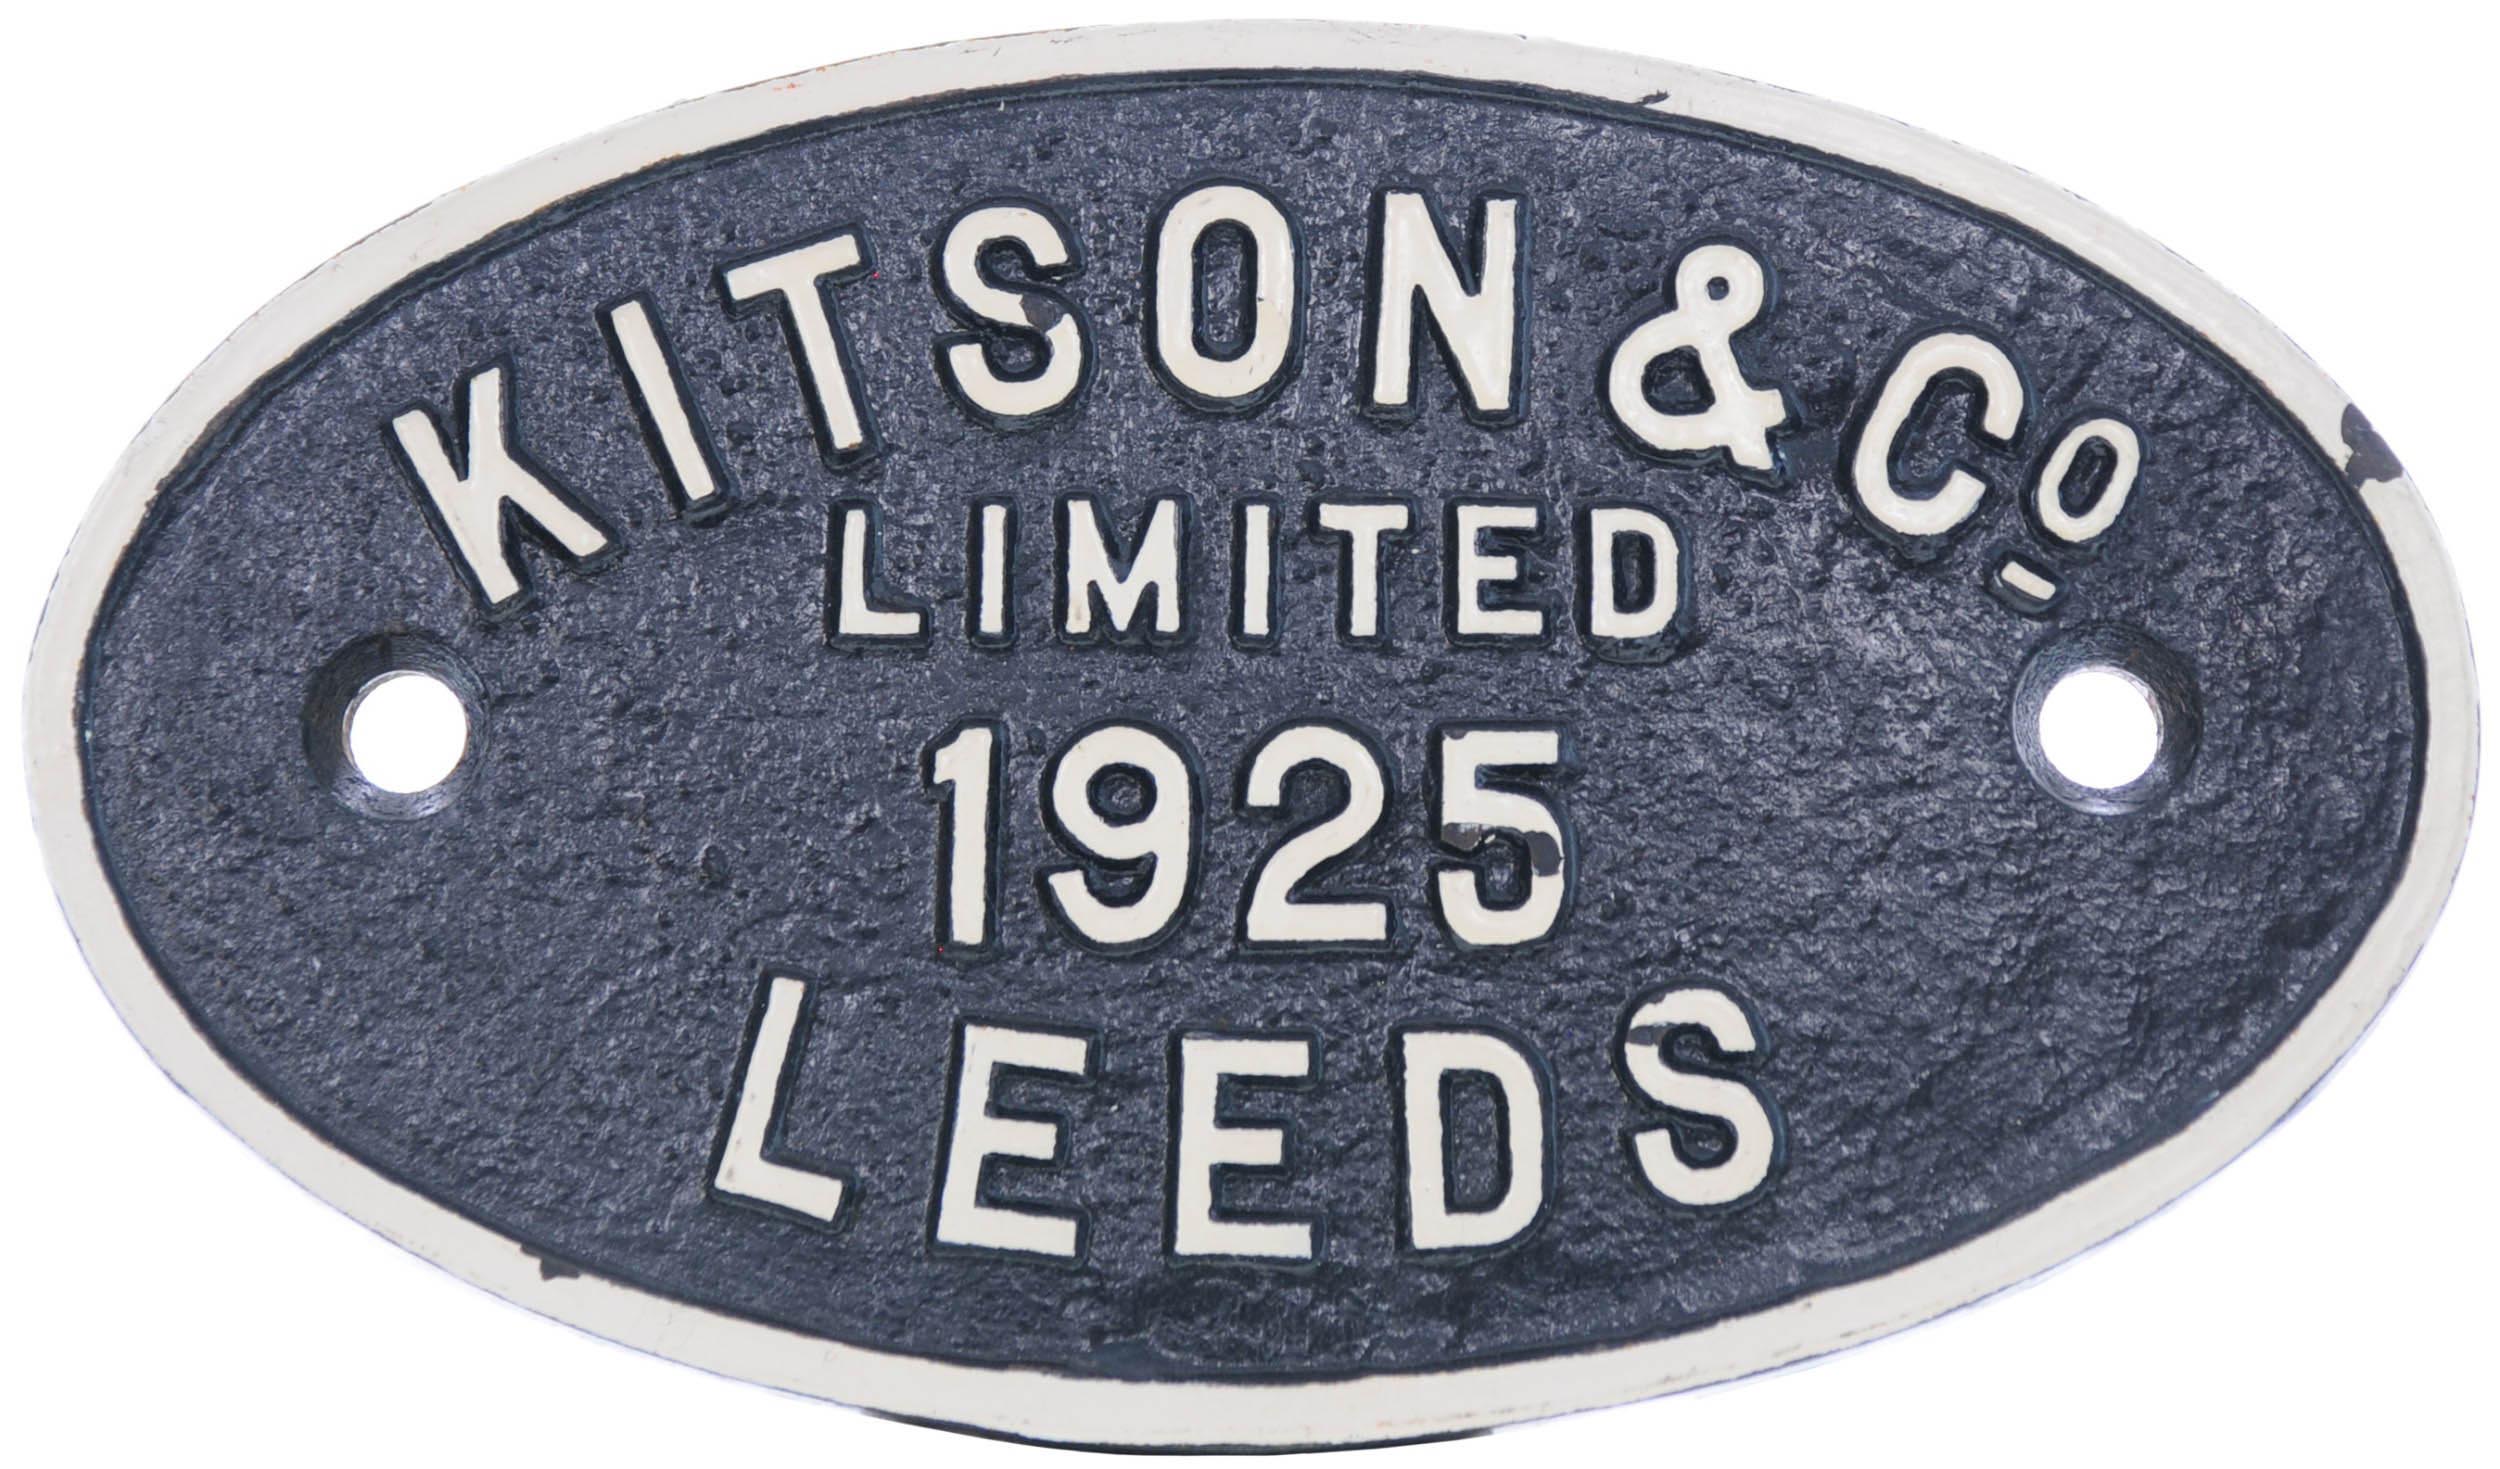 KITSON & Cº
LIMITED
1925
LEEDS